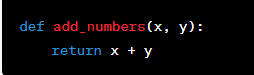 def add_numbers(x, y):
    return x + y